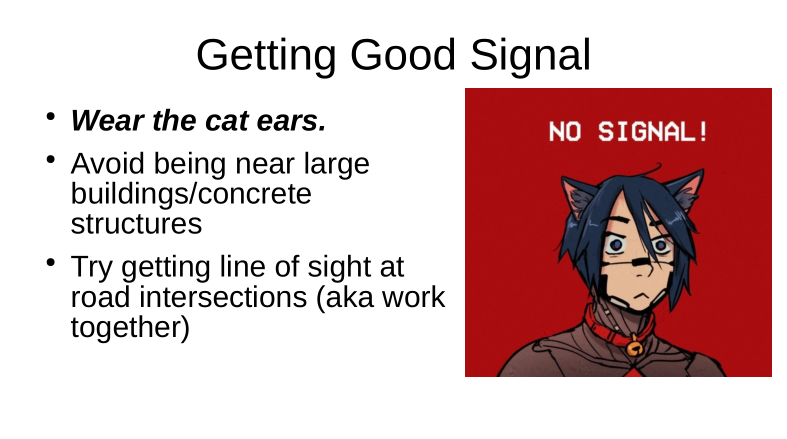 Getting Good Signal
• Wear the cat ears.
• Avoid being near large
buildings/concrete
structures
• Try getting line of sight at
road intersections (aka work
together)
NO SIGNAL!